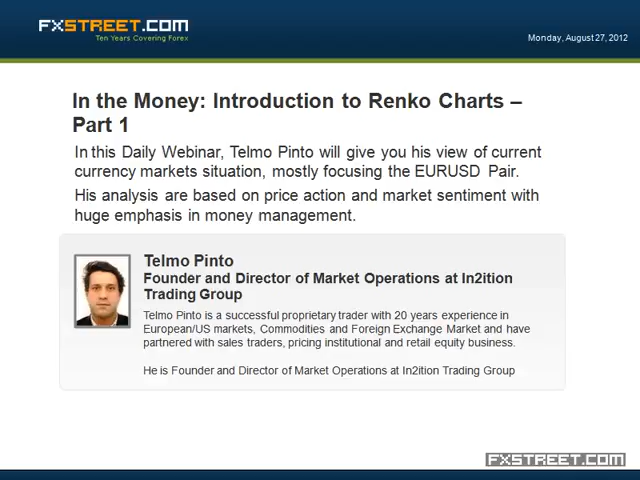 FXSTREET.COM
Ten Years Covering Forex
Monday, August 27, 2012
In the Money: Introduction to Renko Charts –
Part 1
In this Daily Webinar, Telmo Pinto will give you his view of current
currency markets situation, mostly focusing the EURUSD Pair.
His analysis are based on price action and market sentiment with
huge emphasis in money management.
Telmo Pinto
Founder and Director of Market Operations at In2ition
Trading Group
Telmo Pinto is a successful proprietary trader with 20 years experience in
European/US markets, Commodities and Foreign Exchange Market and have
partnered with sales traders, pricing institutional and retail equity business.
He is Founder and Director of Market Operations at In2ition Trading Group
FXSTREET.COM